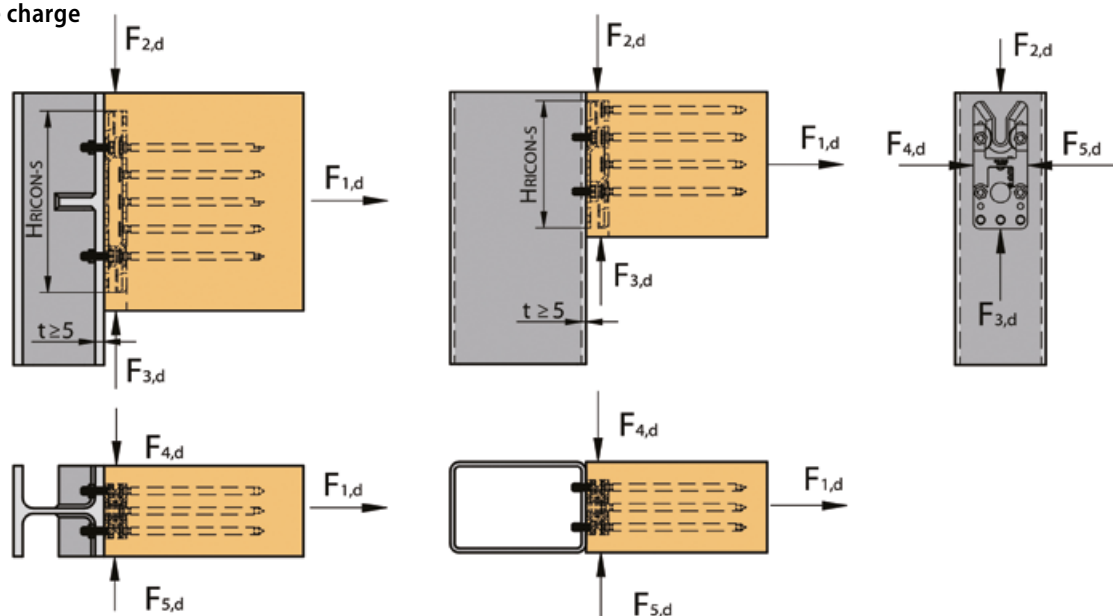 charge
F2,d
F2,d
F2,d
HRICON-S
F1,d
HRICON-S
F1,d
F4,d
F5,d
F3,d
t ≥ 5
t ≥ 5
F3,d
F3,d
F4,d
F4,d
F1,d
F1,d
F5,d
F5,d